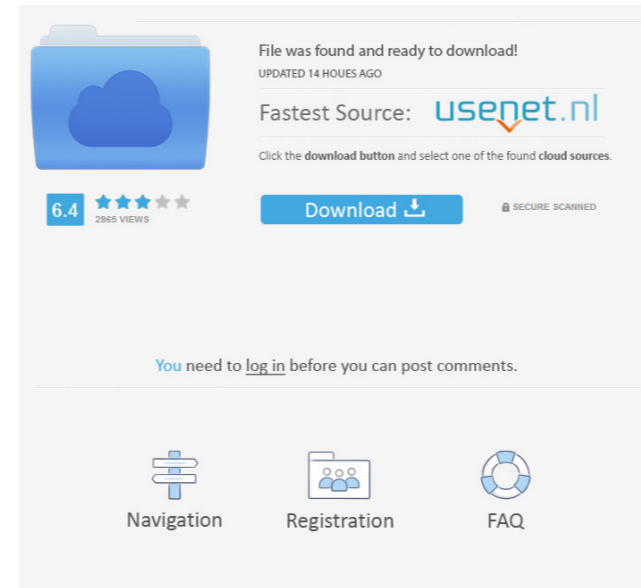 File was found and ready to download!
UPDATED 14 HOUES AGO
Fastest Source: usenet.nl
Click the download button and select one of the found cloud sources.
6.4
2865 VIEWS
Download
SECURE SCANNED
You need to log in before you can post comments.
Navigation
Registration
FAQ